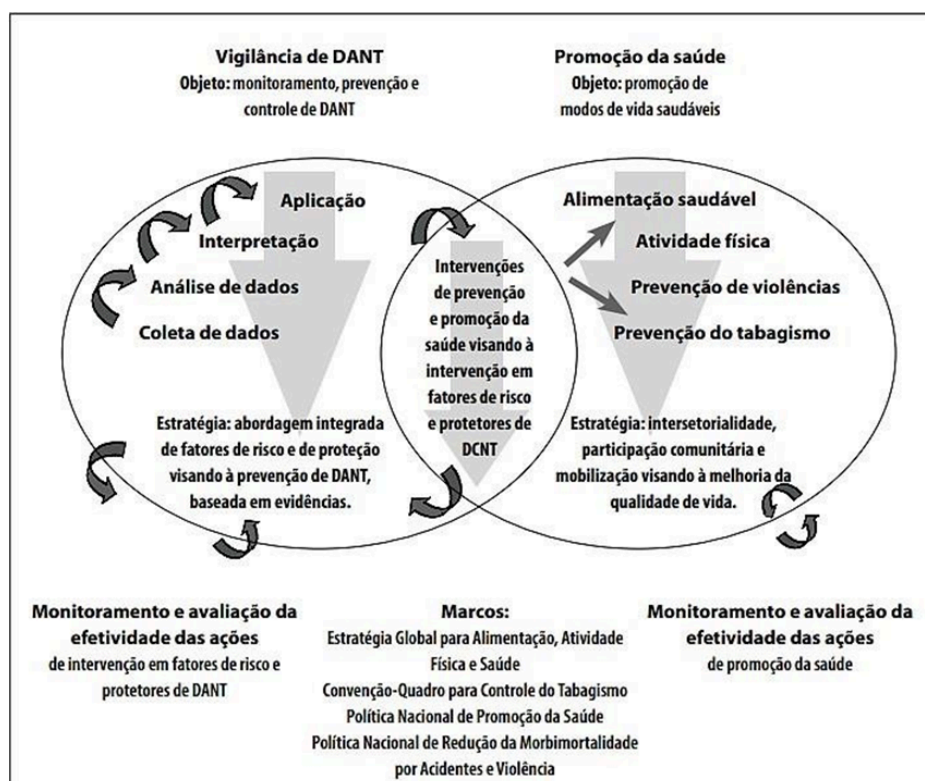 Vigilância de DANT
Objeto: monitoramento, prevenção e
controle de DANT
Promoção da saúde
Objeto: promoção de
modos de vida saudáveis
Aplicação
Interpretação
Análise de dados
Coleta de dados
Estratégia: abordagem integrada
de fatores de risco e de proteção
visando à prevenção de DANT,
baseada em evidências.
Intervenções
de prevenção
e promoção da
saúde visando à
intervenção em
fatores de risco
e protetores de
DCNT
Alimentação saudável
Atividade física
Prevenção de violências
Prevenção do tabagismo
Estratégia: intersetorialidade,
participação comunitária e
mobilização visando à melhoria da
qualidade de vida.
Monitoramento e avaliação da
efetividade das ações
de intervenção em fatores de risco e
protetores de DANT
Marcos:
Estratégia Global para Alimentação, Atividade
Física e Saúde
Convenção-Quadro para Controle do Tabagismo
Política Nacional de Promoção da Saúde
Política Nacional de Redução da Morbimortalidade
por Acidentes e Violência
Monitoramento e avaliação da
efetividade das ações
de promoção da saúde